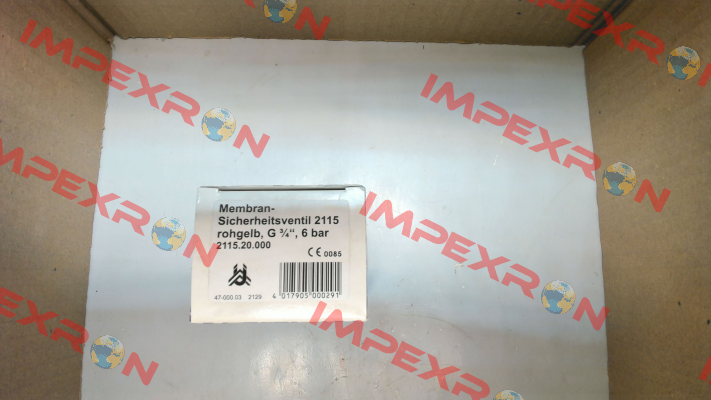 IMPEXRON
IMPEXRON
IMPEXRON
IMPEXRON
IMPEXRON
IMPEXRON
IMPEXRON
Membran-
Sicherheitsventil 2115
rohgelb, G ¾“, 6 bar
2115.20.000
CE 0085
47-000.03 2129
4 017905 000291